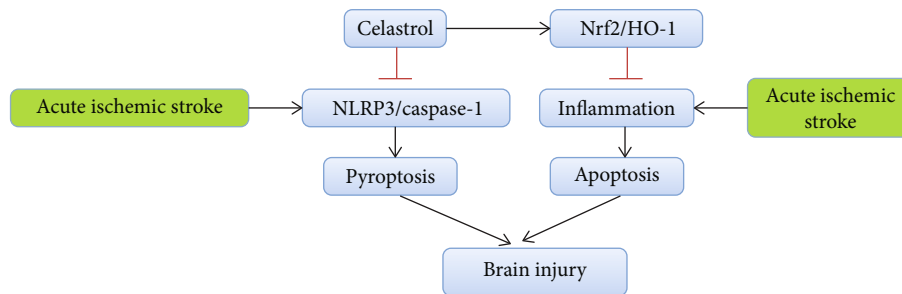 Celastrol
Nrf2/HO-1
Acute ischemic stroke
NLRP3/caspase-1
Inflammation
Acute ischemic
stroke
Pyroptosis
Apoptosis
Brain injury